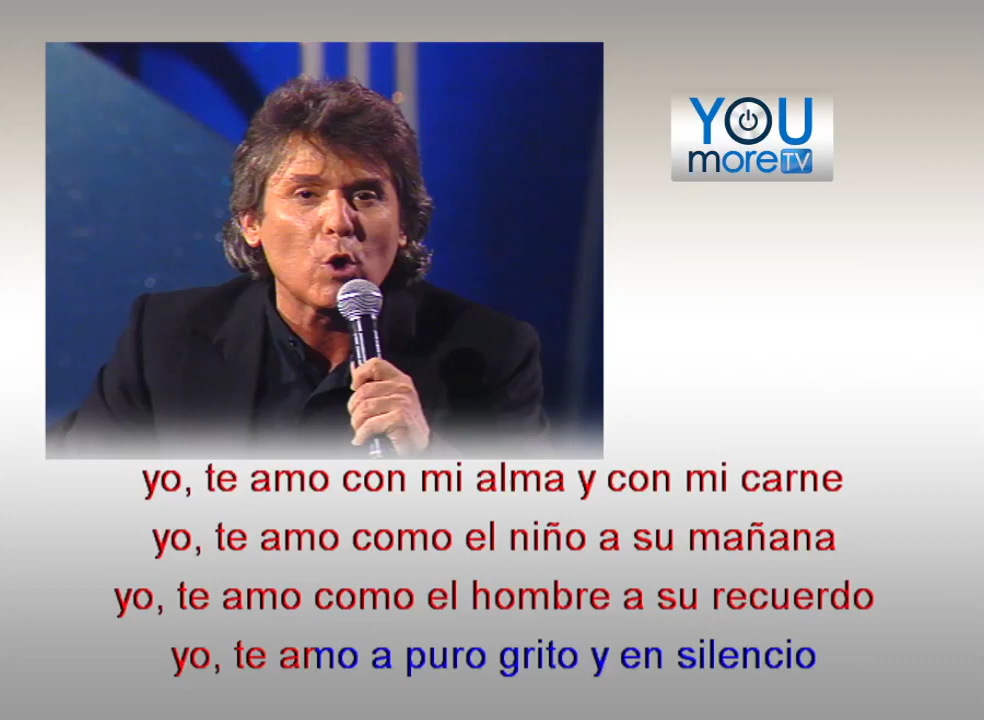 YOU
moreTV
yo, te amo con mi alma y con mi carne
yo, te amo como el niño a su mañana
yo, te amo como el hombre a su recuerdo
yo, te amo a puro grito y en silencio